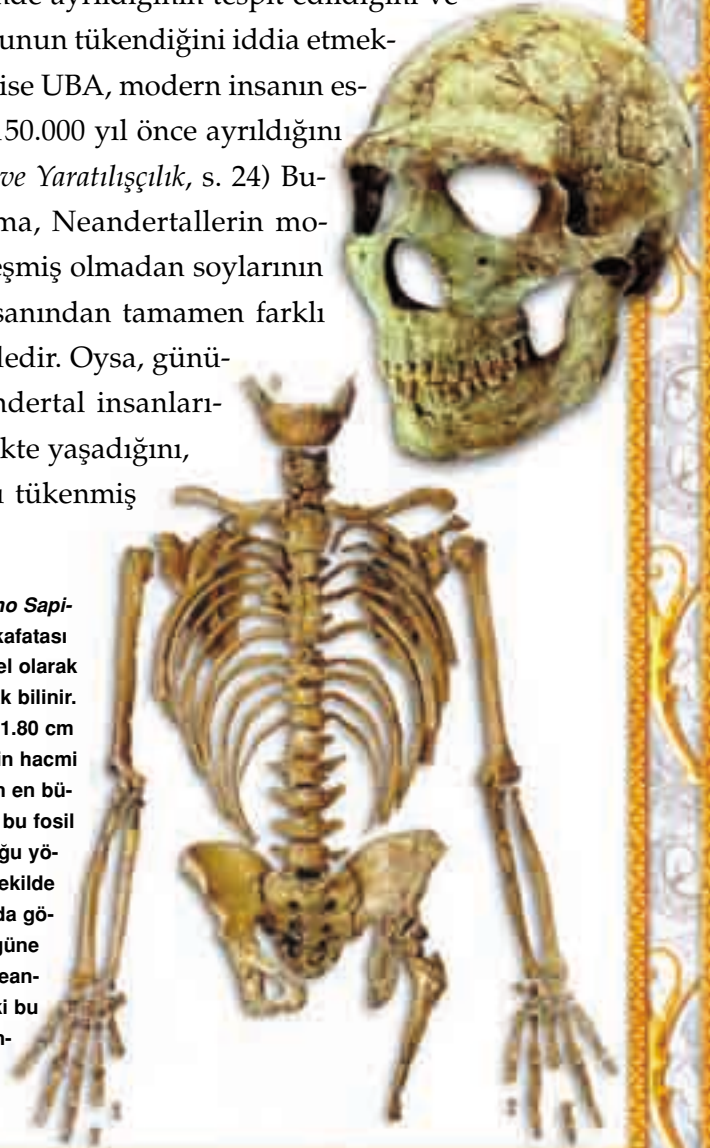 nde ayrıldığının tespit edildiğini ve
unun tükendiğini iddia etmek-
ise UBA, modern insanın es-
150.000 yıl önce ayrıldığını
ve Yaratılışçılık, s. 24) Bu-
ma, Neandertallerin mo-
eşmiş olmadan soylarının
sanından tamamen farklı
ledir. Oysa, günü-
ndertal insanları-
kte yaşadığını,
ı tükenmiş
no Sapi-
kafatası
el olarak
k bilinir.
1.80 cm
in hacmi
n en bü-
bu fosil
ğu yö-
ekilde
da gö-
güne
ean-
ki bu
n-